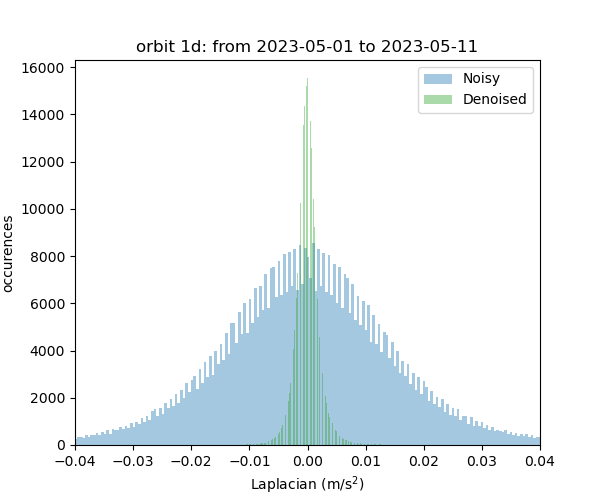 orbit 1d: from 2023-05-01 to 2023-05-11
Noisy
Denoised
occurences
16000
14000
12000
10000
8000
6000
4000
2000
0
−0.04 −0.03 −0.02 −0.01 0.00 0.01 0.02 0.03 0.04
Laplacian (m/s²)